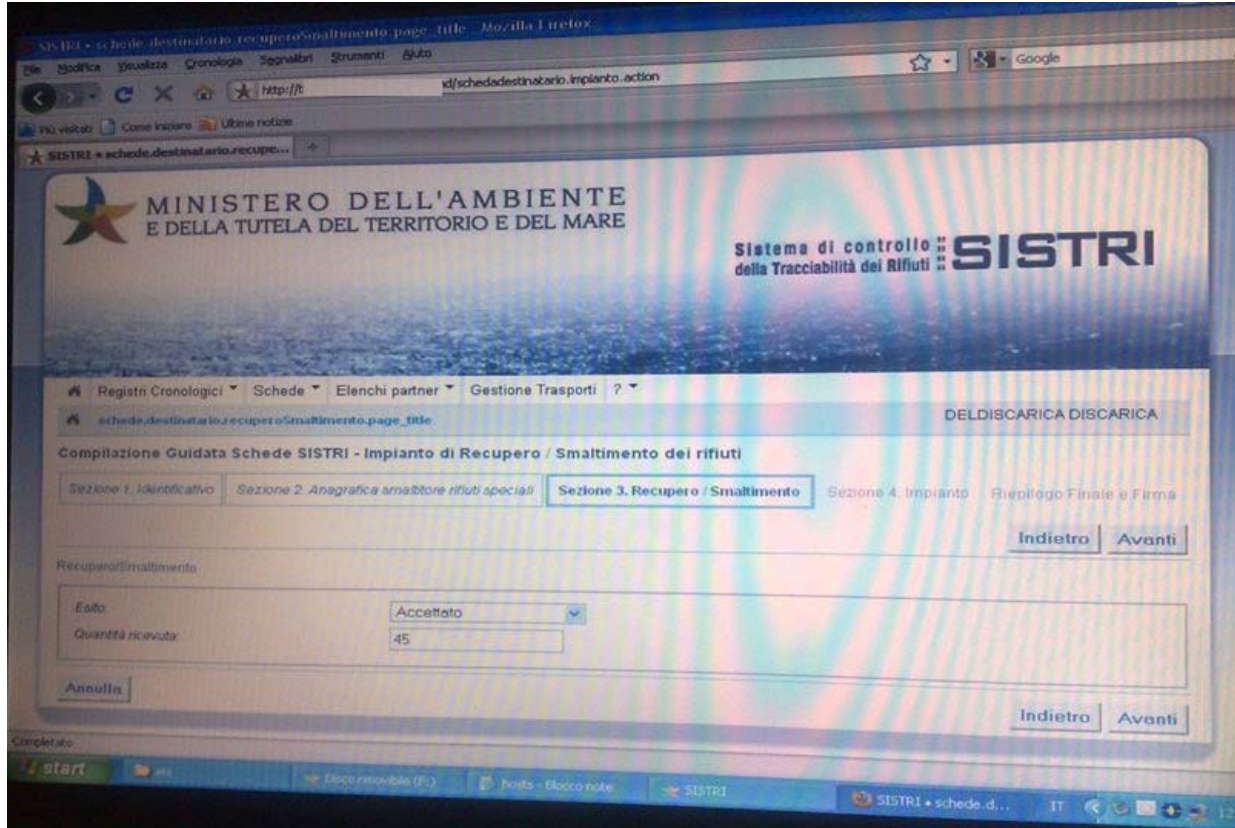 SISTRI • schede.destinatario.recuperoSmaltimento.page_title - Mozilla Firefox
File Modifica Visualizza Cronologia Segnalibri Strumenti Aiuto
http://t d/schedadestinatario.impianto.action
Google
Più visitati Come iniziare Ultime notizie
SISTRI • schede.destinatario.recupe...
MINISTERO DELL'AMBIENTE
E DELLA TUTELA DEL TERRITORIO E DEL MARE
Sistema di controllo
della Tracciabilità dei Rifiuti
SISTRI
Registri Cronologici Schede Elenchi partner Gestione Trasporti ?
schede.destinatario.recuperoSmaltimento.page_title DELDISCARICA DISCARICA
Compilazione Guidata Schede SISTRI - Impianto di Recupero / Smaltimento dei rifiuti
Sezione 1. Identificativo Sezione 2. Anagrafica smaltitore rifiuti speciali Sezione 3. Recupero / Smaltimento Sezione 4. Impianto Riepilogo Finale e Firma
Indietro Avanti
Recupero/Smaltimento
Esito: Accettato
Quantità ricevuta: 45
Annulla
Indietro Avanti
Completato
start Disco rimovibile (F:) hosts - Blocco note SISTRI SISTRI • schede.d... IT 12